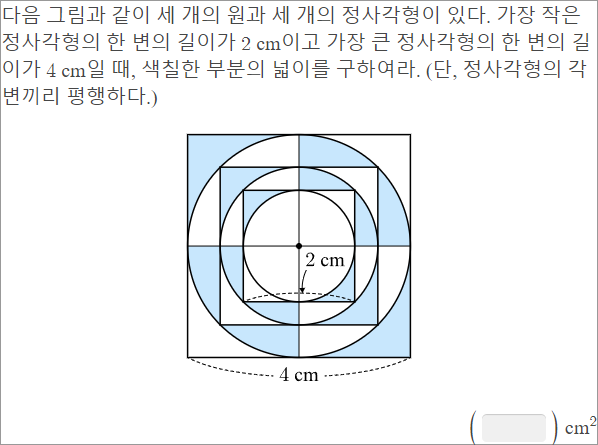 다음 그림과 같이 세 개의 원과 세 개의 정사각형이 있다. 가장 작은
정사각형의 한 변의 길이가 2 cm이고 가장 큰 정사각형의 한 변의 길
이가 4 cm일 때, 색칠한 부분의 넓이를 구하여라. (단, 정사각형의 각
변끼리 평행하다.)
2 cm
4 cm
( ) cm²